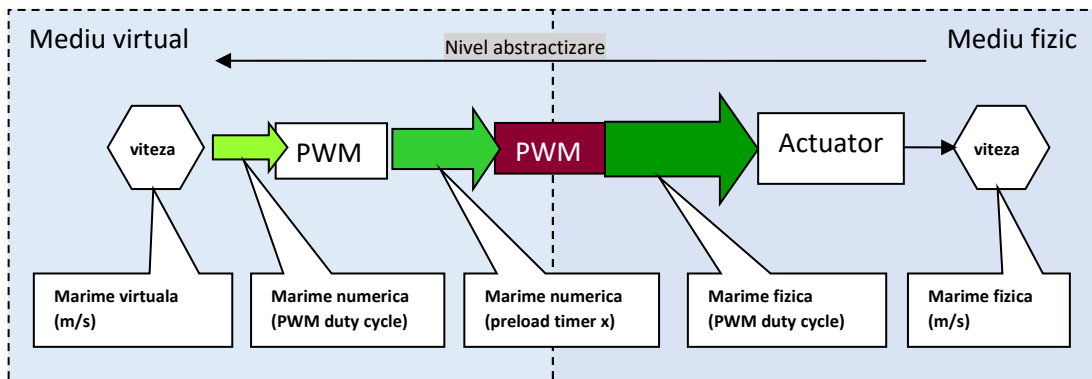 Mediu virtual
Mediu fizic
Nivel abstractizare
viteza
PWM
PWM
Actuator
viteza
Marime virtuala
(m/s)
Marime numerica
(PWM duty cycle)
Marime numerica
(preload timer x)
Marime fizica
(PWM duty cycle)
Marime fizica
(m/s)